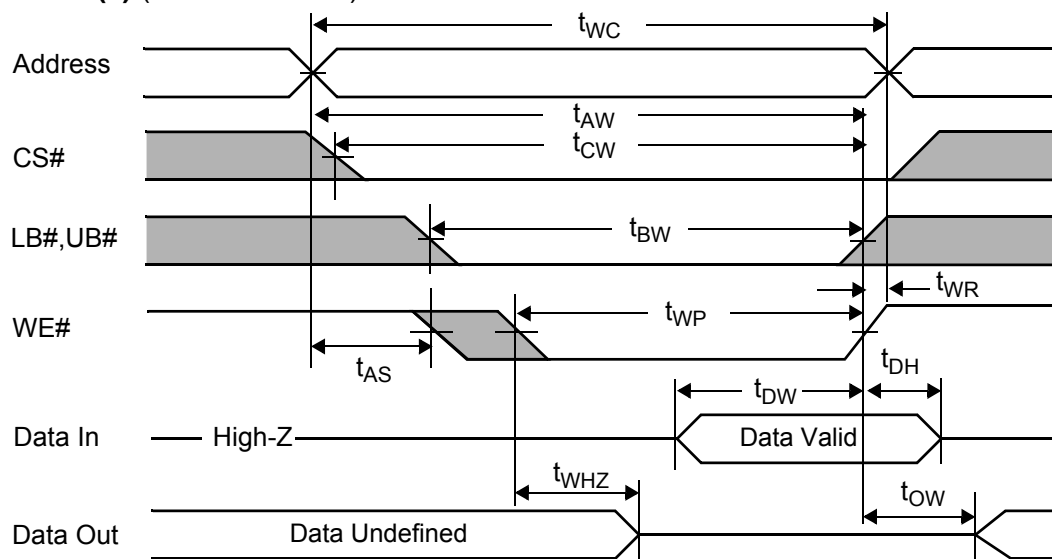 tWC
Address
tAW
CS#
tCW
LB#,UB#
tBW
tWR
WE#
tWP
tAS
tDH
tDW
Data In
High-Z
Data Valid
tWHZ
tOW
Data Out
Data Undefined